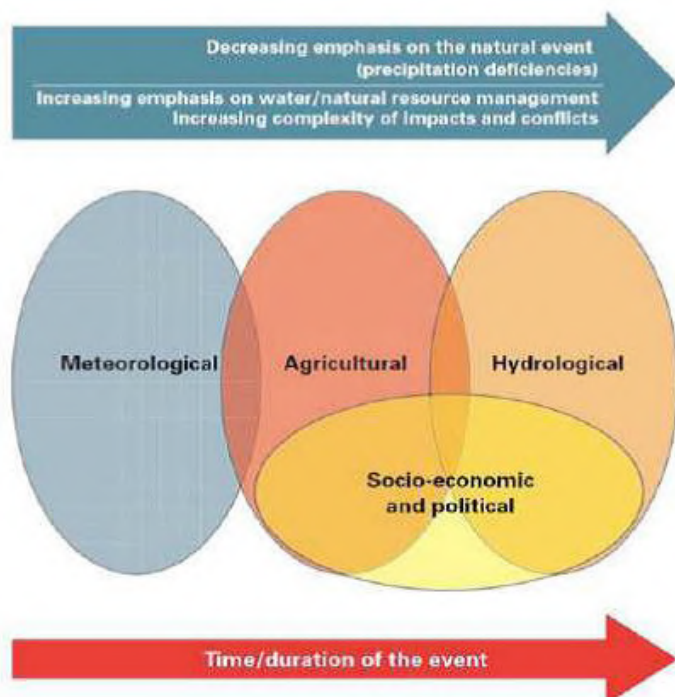 Decreasing emphasis on the natural event
(precipitation deficiencies)
Increasing emphasis on water/natural resource management
Increasing complexity of impacts and conflicts
Meteorological
Agricultural
Hydrological
Socio-economic
and political
Time/duration of the event